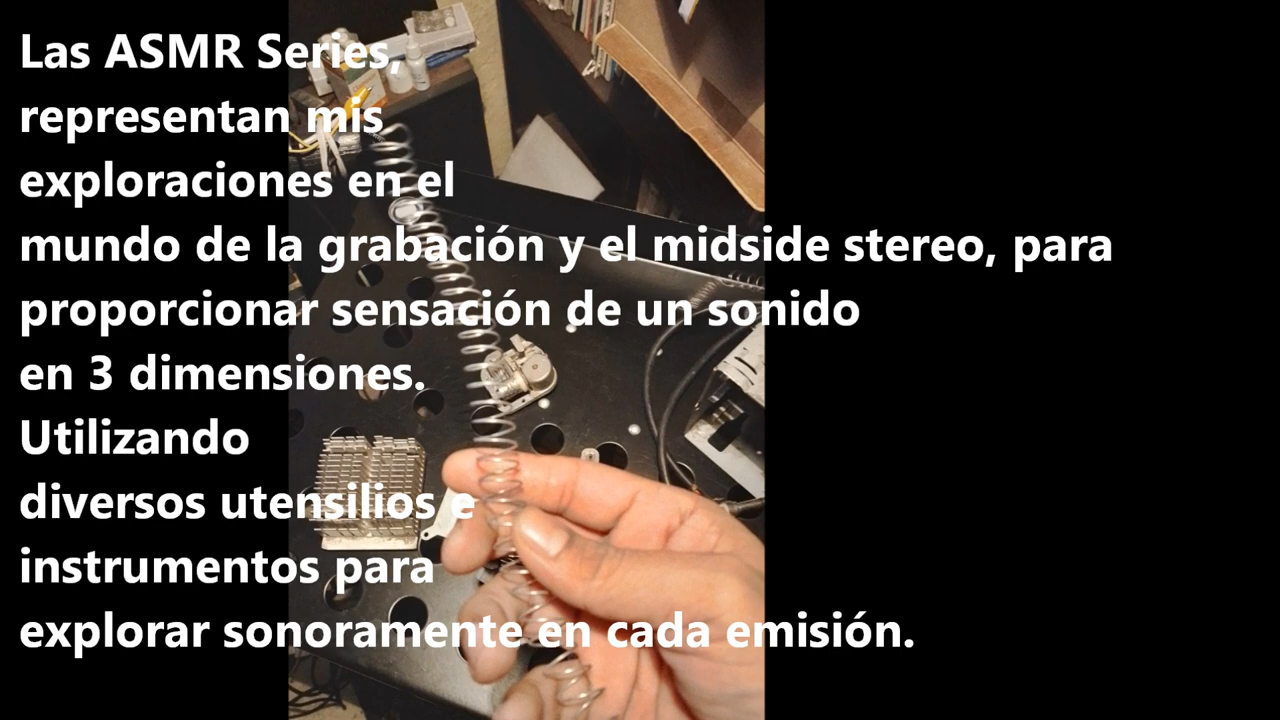 Las ASMR Series,
representan mis
exploraciones en el
mundo de la grabación y el midside stereo, para
proporcionar sensación de un sonido
en 3 dimensiones.
Utilizando
diversos utensilios e
instrumentos para
explorar sonoramente en cada emisión.